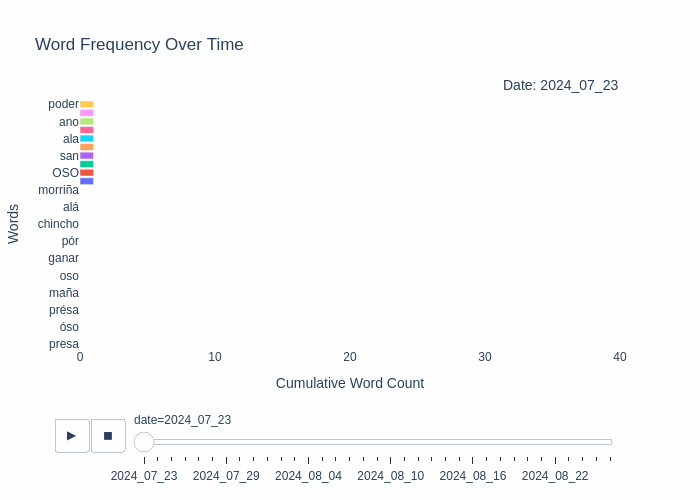 Word Frequency Over Time
Date: 2024_07_23
poder
ano
ala
san
OSO
morriña
alá
chincho
pór
ganar
oso
maña
présa
óso
presa
Words
0 10 20 30 40
Cumulative Word Count
date=2024_07_23
2024_07_23 2024_07_29 2024_08_04 2024_08_10 2024_08_16 2024_08_22